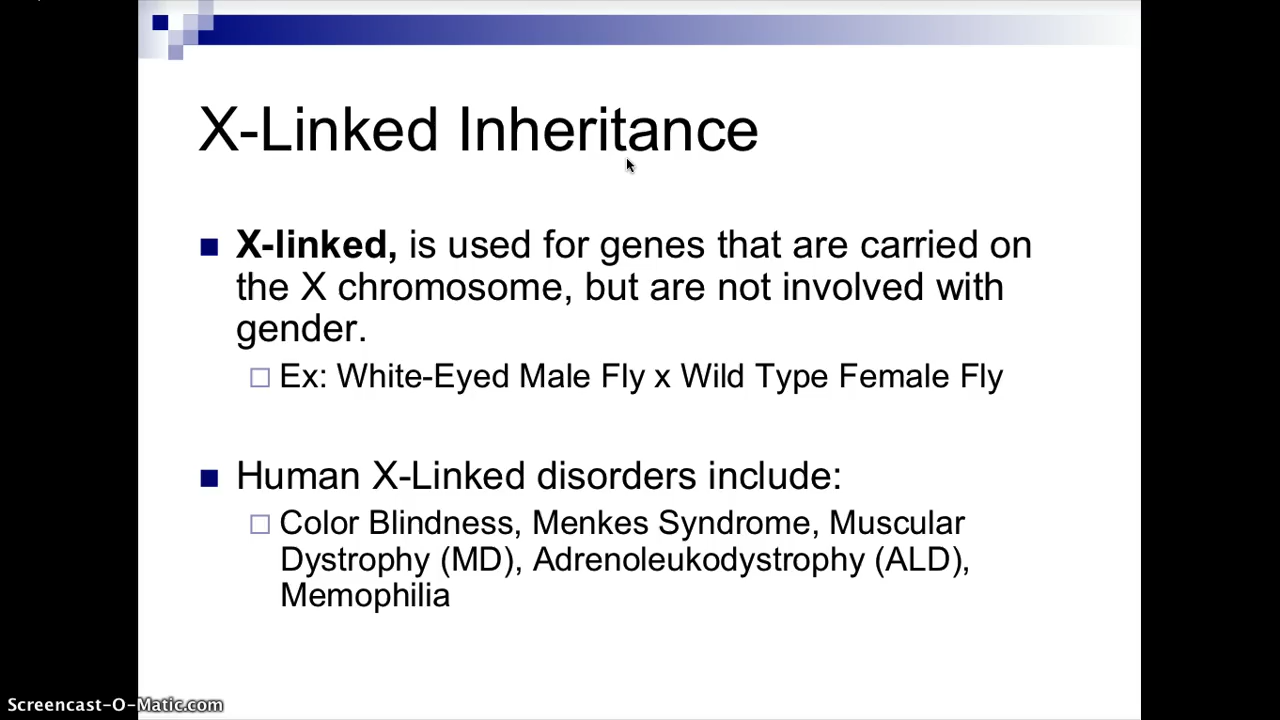 X-Linked Inheritance
X-linked, is used for genes that are carried on
the X chromosome, but are not involved with
gender.
Ex: White-Eyed Male Fly x Wild Type Female Fly
Human X-Linked disorders include:
Color Blindness, Menkes Syndrome, Muscular
Dystrophy (MD), Adrenoleukodystrophy (ALD),
Memophilia
Screencast-O-Matic.com